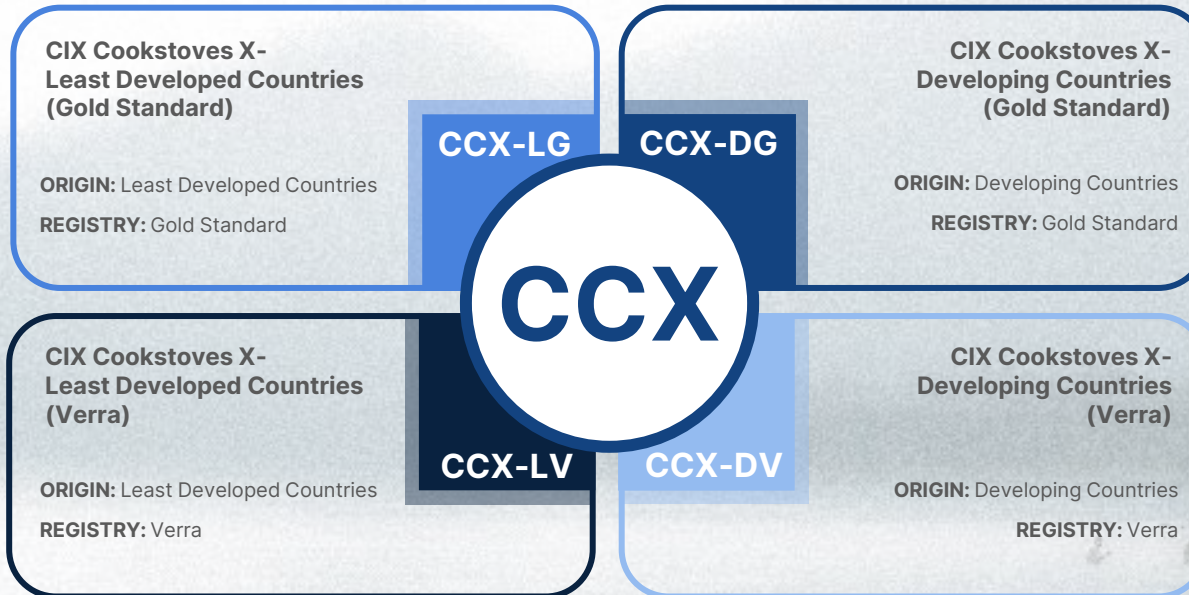 CIX Cookstoves X-
Least Developed Countries
(Gold Standard)
ORIGIN: Least Developed Countries
REGISTRY: Gold Standard
CCX-LG
CCX-DG
CIX Cookstoves X-
Developing Countries
(Gold Standard)
ORIGIN: Developing Countries
REGISTRY: Gold Standard
CCX
CIX Cookstoves X-
Least Developed Countries
(Verra)
ORIGIN: Least Developed Countries
REGISTRY: Verra
CCX-LV
CCX-DV
CIX Cookstoves X-
Developing Countries
(Verra)
ORIGIN: Developing Countries
REGISTRY: Verra